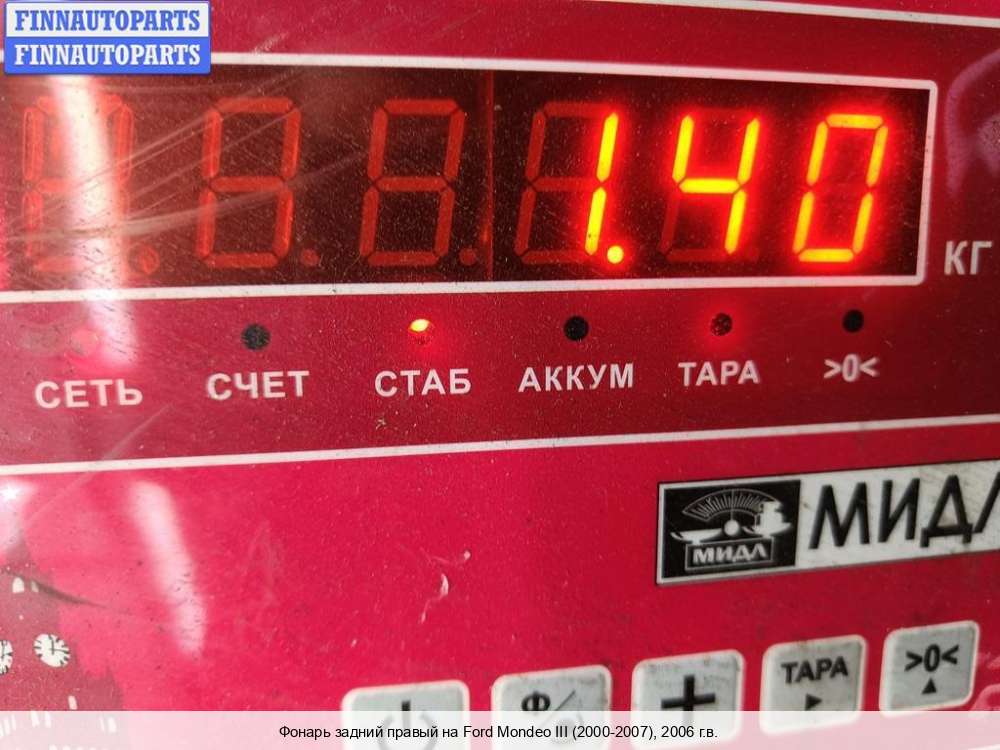 FINNAUTOPARTS
FINNAUTOPARTS
1.40
КГ
СЕТЬ СЧЕТ СТАБ АККУМ ТАРА >0<
МИДЛ МИДЛ
Ф/
+ ТАРА >0<
Фонарь задний правый на Ford Mondeo III (2000-2007), 2006 г.в.